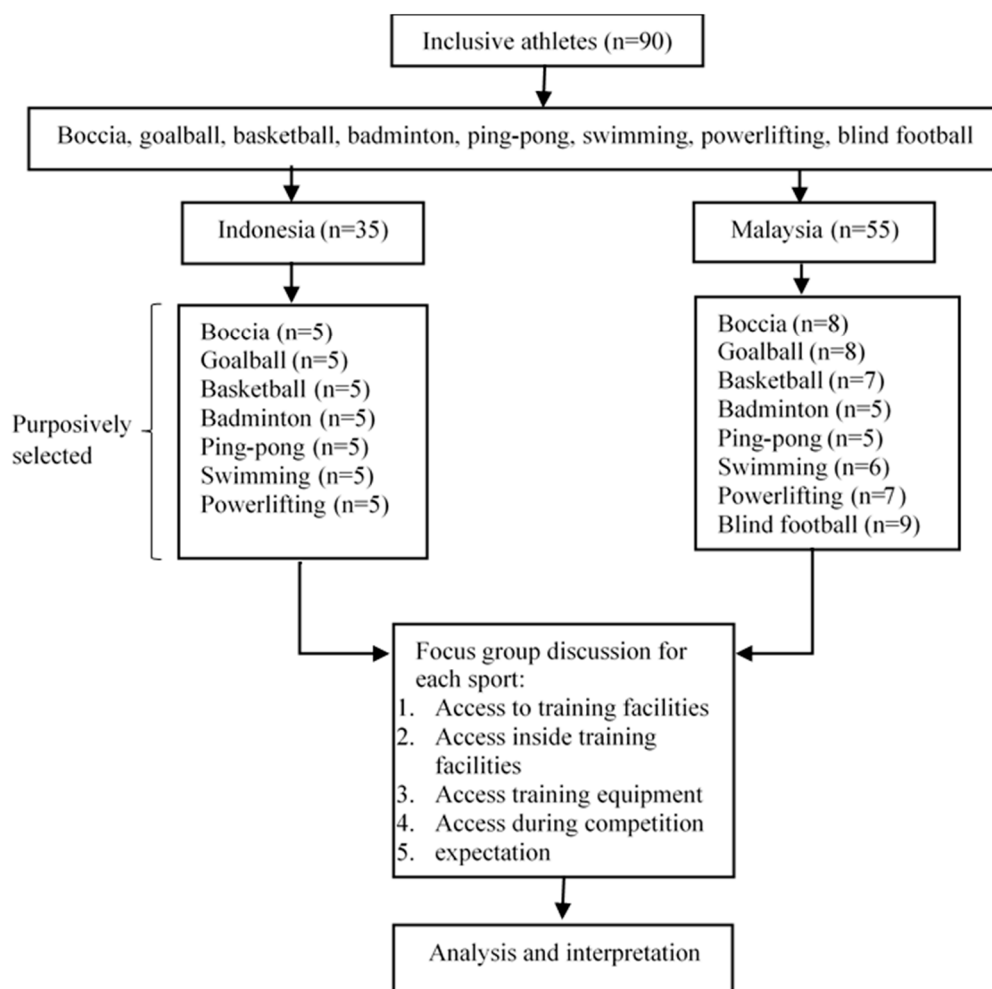 Inclusive athletes (n=90)
Boccia, goalball, basketball, badminton, ping-pong, swimming, powerlifting, blind football
Indonesia (n=35)
Malaysia (n=55)
Purposively
selected
Boccia (n=5)
Goalball (n=5)
Basketball (n=5)
Badminton (n=5)
Ping-pong (n=5)
Swimming (n=5)
Powerlifting (n=5)
Boccia (n=8)
Goalball (n=8)
Basketball (n=7)
Badminton (n=5)
Ping-pong (n=5)
Swimming (n=6)
Powerlifting (n=7)
Blind football (n=9)
Focus group discussion for
each sport:
1. Access to training facilities
2. Access inside training
facilities
3. Access training equipment
4. Access during competition
5. expectation
Analysis and interpretation